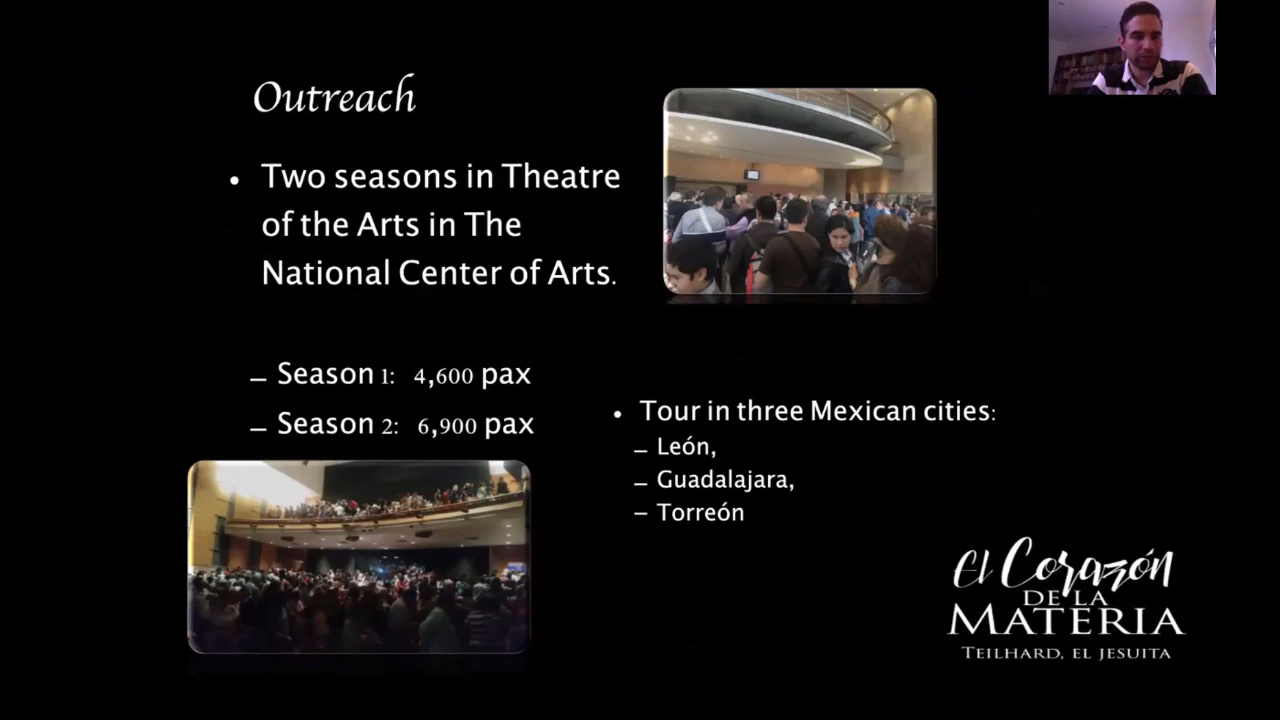 Outreach
• Two seasons in Theatre
of the Arts in The
National Center of Arts.
– Season 1: 4,600 pax
– Season 2: 6,900 pax
• Tour in three Mexican cities:
– León,
– Guadalajara,
– Torreón
El Corazón
DE LA
MATERIA
TEILHARD, EL JESUITA